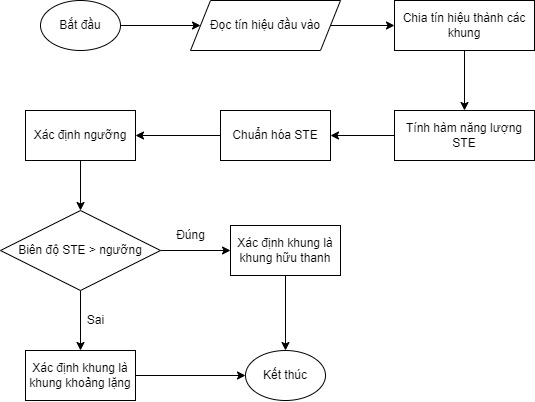 Bắt đầu
Đọc tín hiệu đầu vào
Chia tín hiệu thành các
khung
Tính hàm năng lượng
STE
Chuẩn hóa STE
Xác định ngưỡng
Biên độ STE > ngưỡng
Đúng
Xác định khung là
khung hữu thanh
Sai
Xác định khung là
khung khoảng lặng
Kết thúc